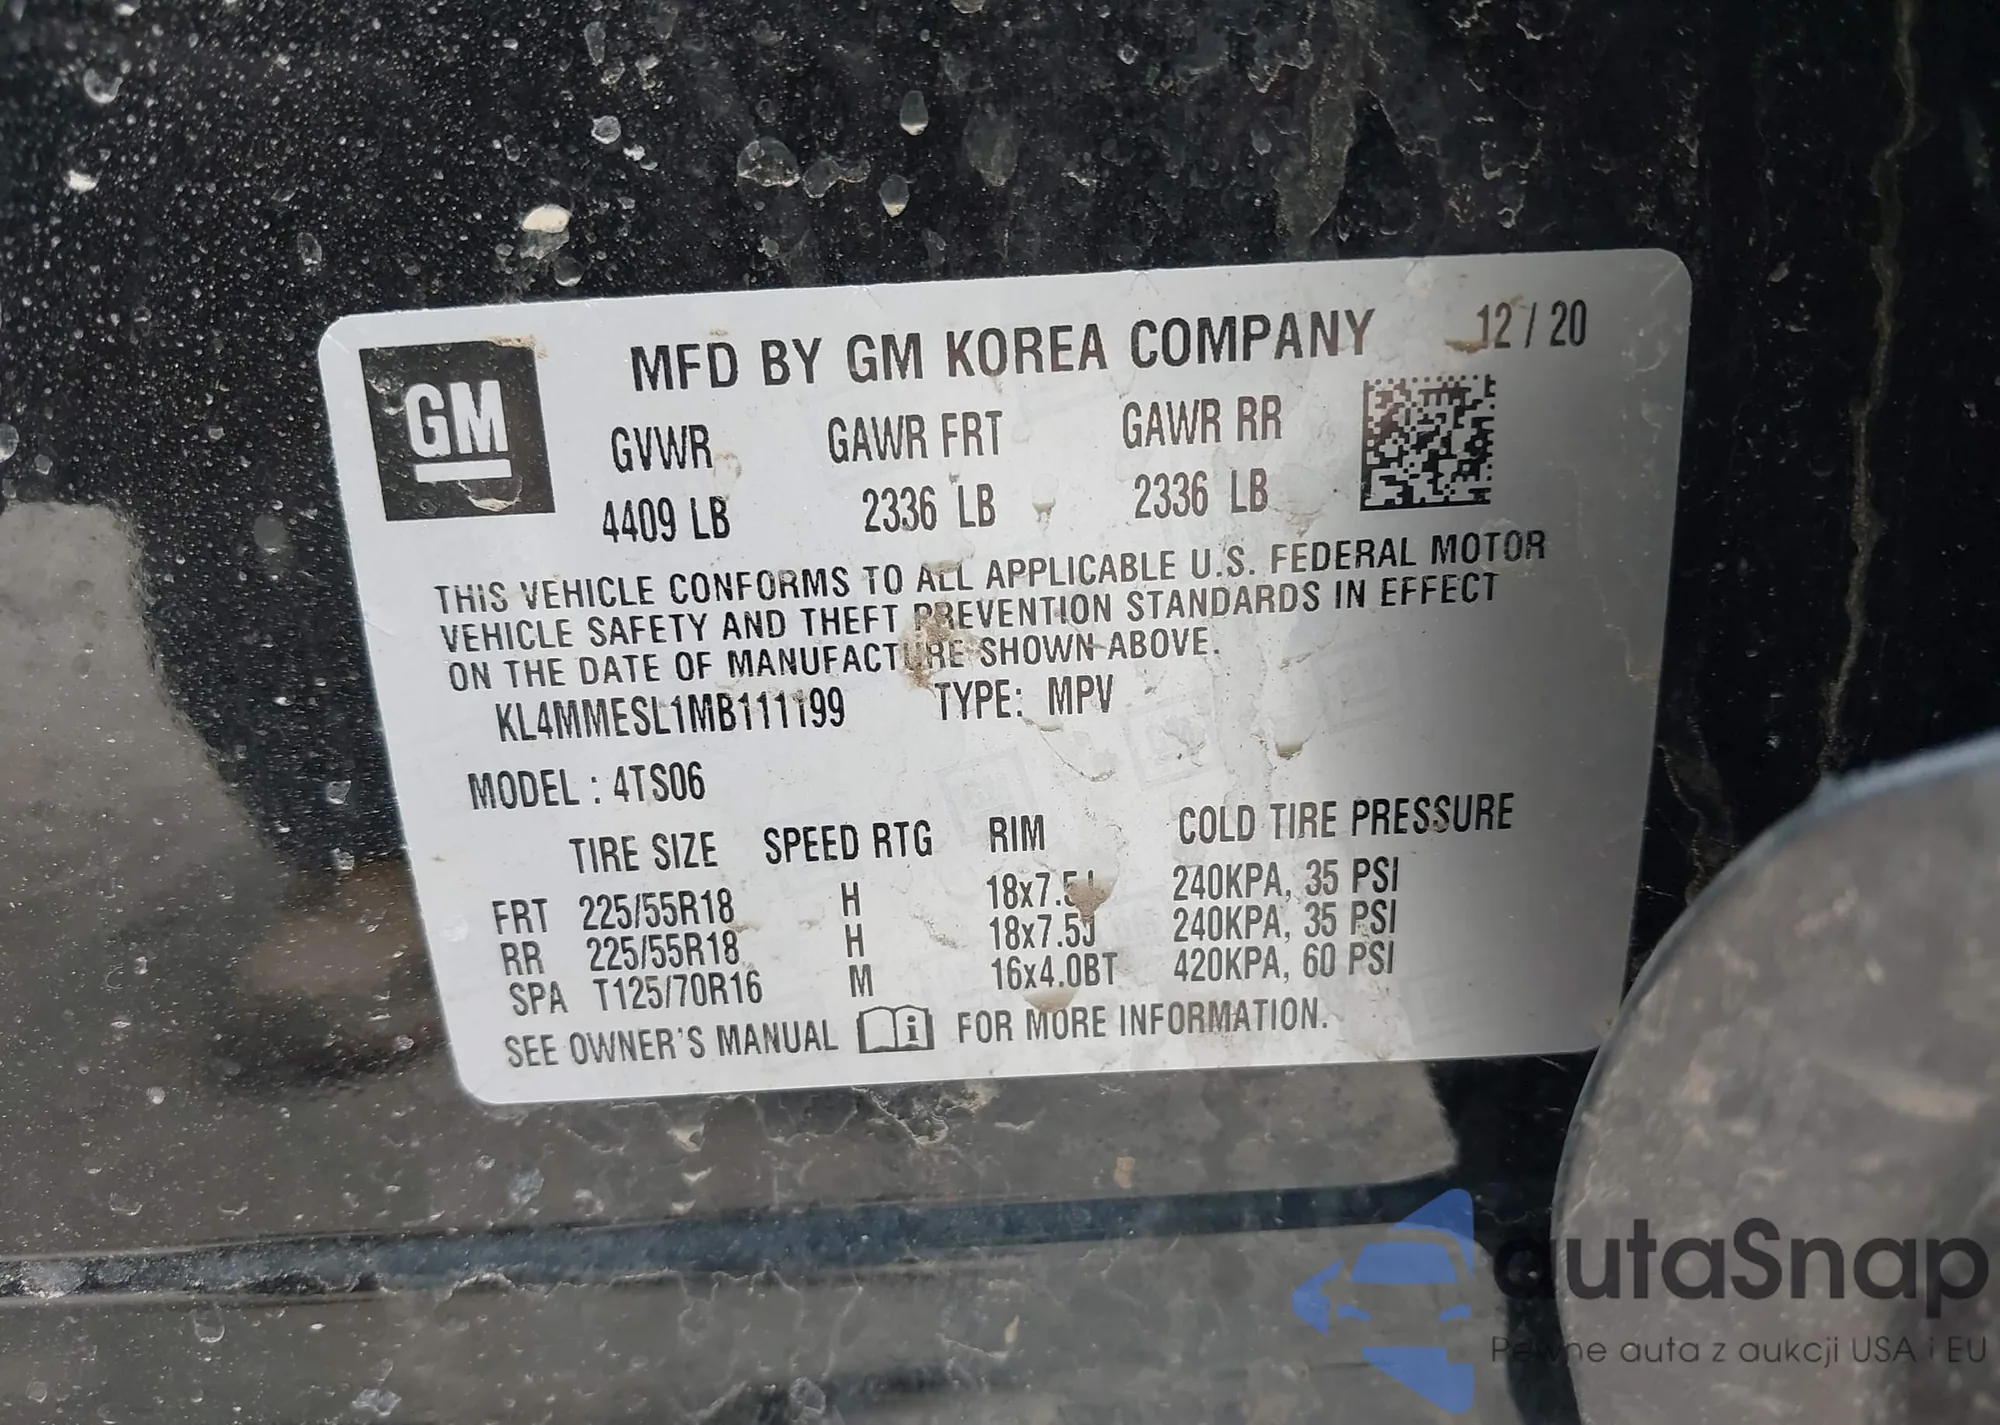 GM
MFD BY GM KOREA COMPANY 12 / 20
GVWR GAWR FRT GAWR RR
4409 LB 2336 LB 2336 LB
THIS VEHICLE CONFORMS TO ALL APPLICABLE U.S. FEDERAL MOTOR
VEHICLE SAFETY AND THEFT PREVENTION STANDARDS IN EFFECT
ON THE DATE OF MANUFACTURE SHOWN ABOVE.
KL4MMESL1MB111199 TYPE: MPV
MODEL : 4TS06
TIRE SIZE SPEED RTG RIM COLD TIRE PRESSURE
FRT 225/55R18 H 18x7.5J 240KPA, 35 PSI
RR 225/55R18 H 18x7.5J 240KPA, 35 PSI
SPA T125/70R16 M 16x4.0BT 420KPA, 60 PSI
SEE OWNER'S MANUAL i FOR MORE INFORMATION.
autaSnap
Pewne auta z aukcji USA i EU